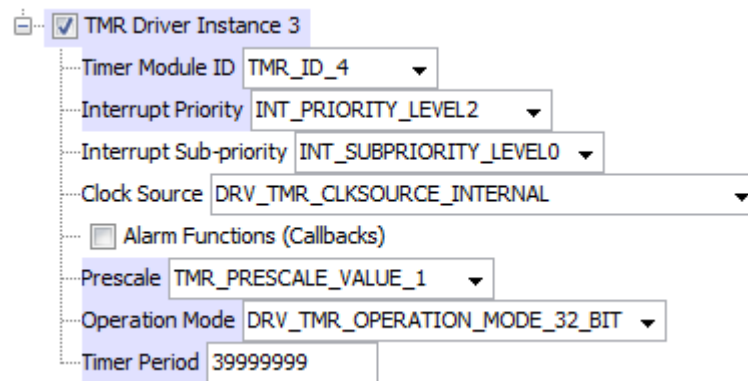 TMR Driver Instance 3
Timer Module ID TMR_ID_4
Interrupt Priority INT_PRIORITY_LEVEL2
Interrupt Sub-priority INT_SUBPRIORITY_LEVEL0
Clock Source DRV_TMR_CLKSOURCE_INTERNAL
Alarm Functions (Callbacks)
Prescale TMR_PRESCALE_VALUE_1
Operation Mode DRV_TMR_OPERATION_MODE_32_BIT
Timer Period 39999999